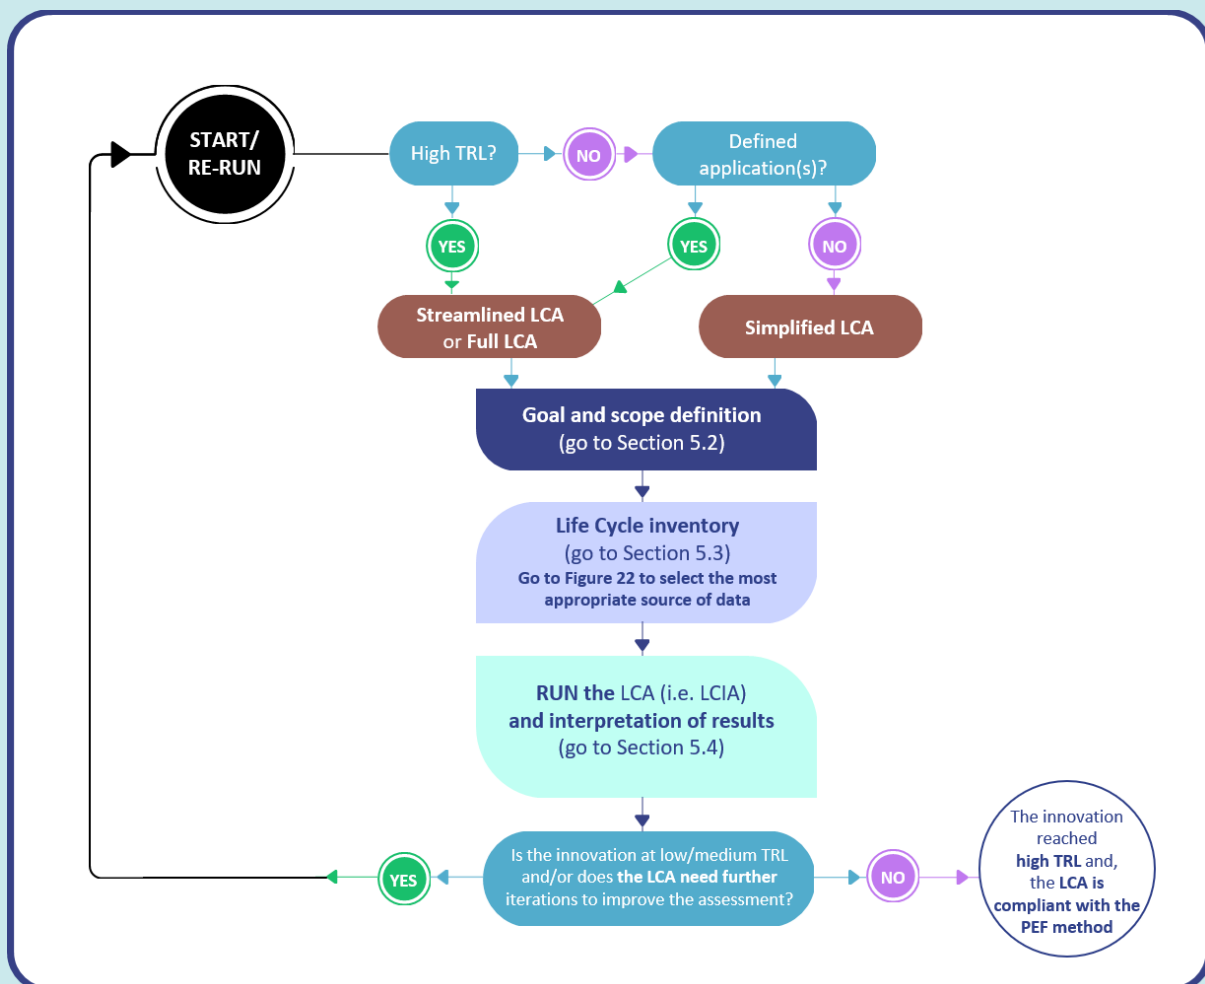 START/
RE-RUN
High TRL?
NO
Defined
application(s)?
YES
YES
NO
Streamlined LCA
or Full LCA
Simplified LCA
Goal and scope definition
(go to Section 5.2)
Life Cycle inventory
(go to Section 5.3)
Go to Figure 22 to select the most
appropriate source of data
RUN the LCA (i.e. LCIA)
and interpretation of results
(go to Section 5.4)
Is the innovation at low/medium TRL
and/or does the LCA need further
iterations to improve the assessment?
YES
NO
The innovation
reached
high TRL and,
the LCA is
compliant with the
PEF method